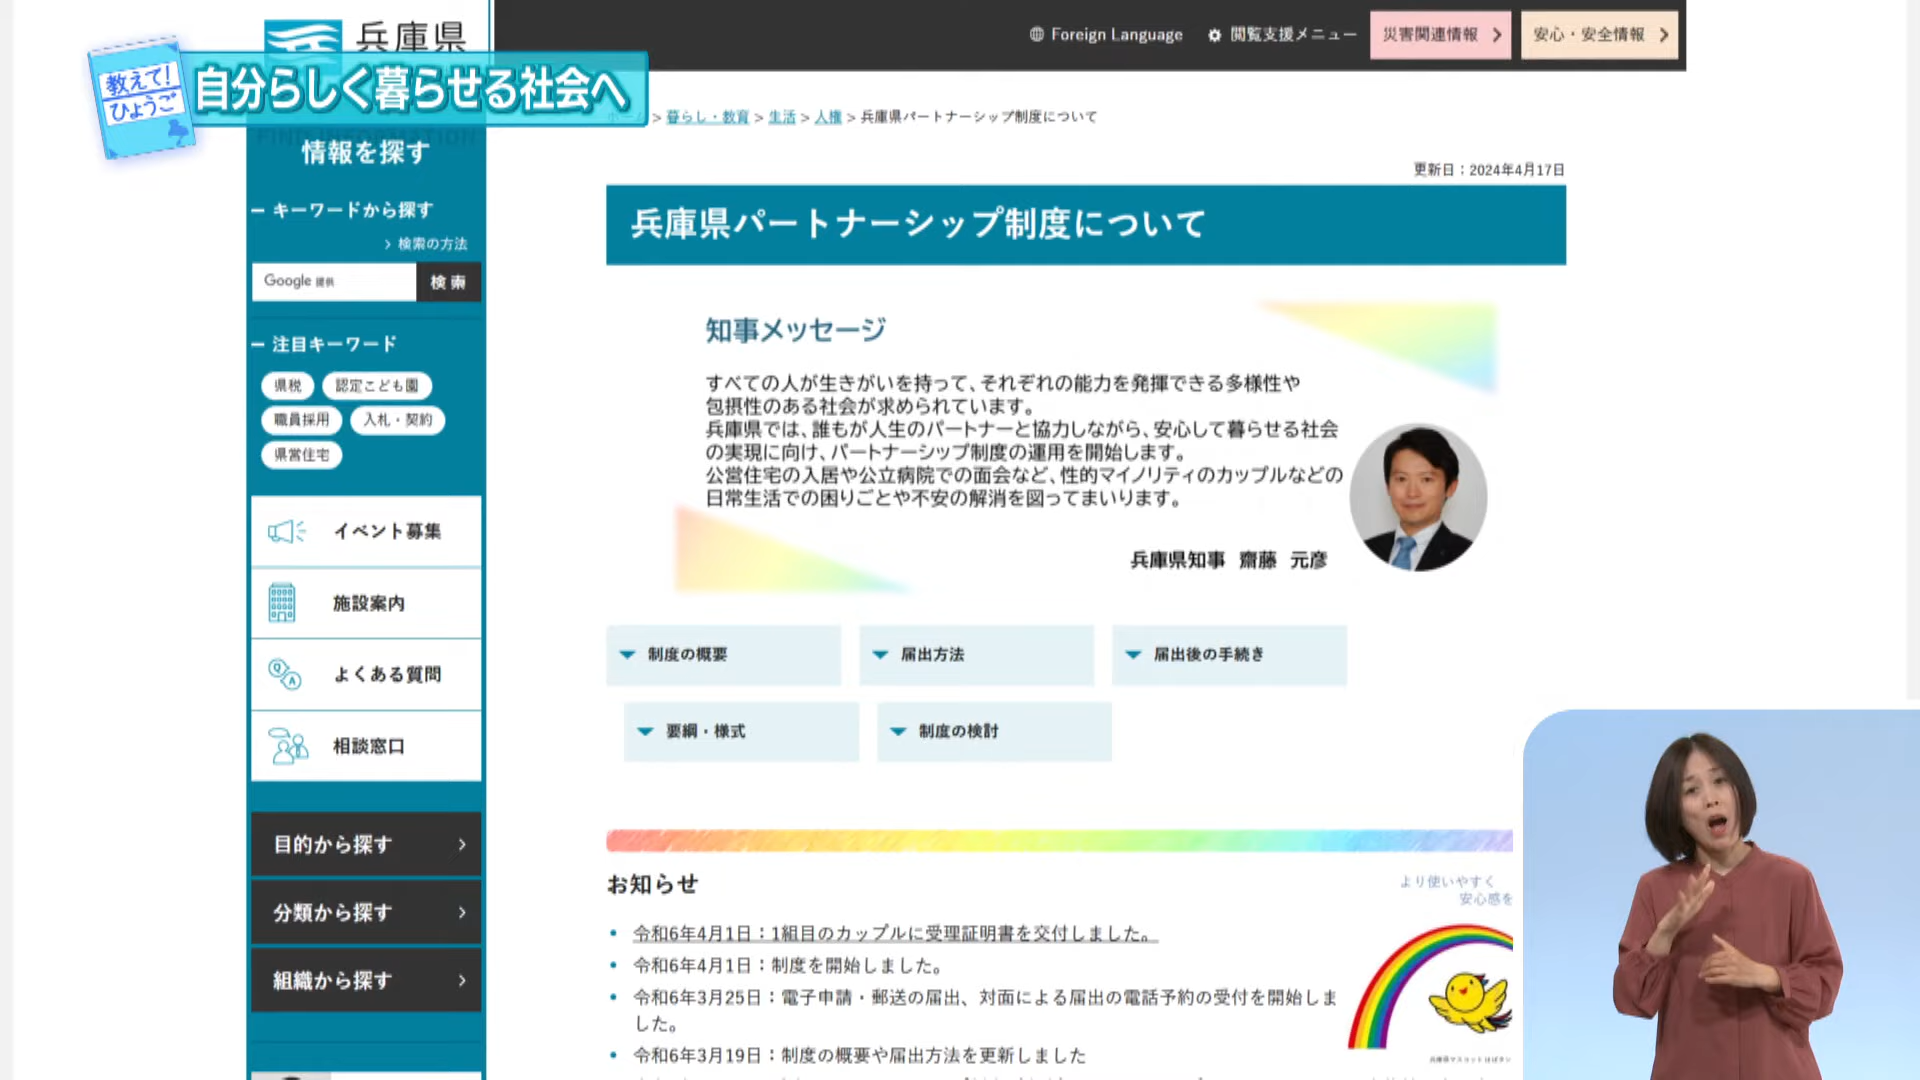 兵庫県
教えて!
ひょうご
自分らしく暮らせる社会へ
Foreign Language
閲覧支援メニュー
災害関連情報
安心・安全情報
ホーム > 暮らし・教育 > 生活 > 人権 > 兵庫県パートナーシップ制度について
更新日：2024年4月17日
情報を探す
キーワードから探す
検索の方法
Google 提供
検索
注目キーワード
県税
認定こども園
職員採用
入札・契約
県営住宅
イベント募集
施設案内
よくある質問
相談窓口
目的から探す
分類から探す
組織から探す
兵庫県パートナーシップ制度について
知事メッセージ
すべての人が生きがいを持って、それぞれの能力を発揮できる多様性や
包摂性のある社会が求められています。
兵庫県では、誰もが人生のパートナーと協力しながら、安心して暮らせる社会
の実現に向け、パートナーシップ制度の運用を開始します。
公営住宅の入居や公立病院での面会など、性的マイノリティのカップルなどの
日常生活での困りごとや不安の解消を図ってまいります。
兵庫県知事 齋藤 元彦
制度の概要
届出方法
届出後の手続き
要綱・様式
制度の検討
お知らせ
令和6年4月1日：1組目のカップルに受理証明書を交付しました。
令和6年4月1日：制度を開始しました。
令和6年3月25日：電子申請・郵送の届出、対面による届出の電話予約の受付を開始しま
した。
令和6年3月19日：制度の概要や届出方法を更新しました
より使いやすく
安心感を
兵庫県マスコット はばタン